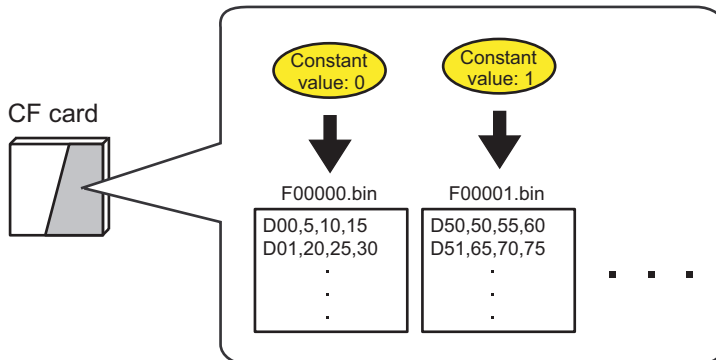 CF card
Constant
value: 0
Constant
value: 1
F00000.bin
F00001.bin
D00,5,10,15
D01,20,25,30
D50,50,55,60
D51,65,70,75